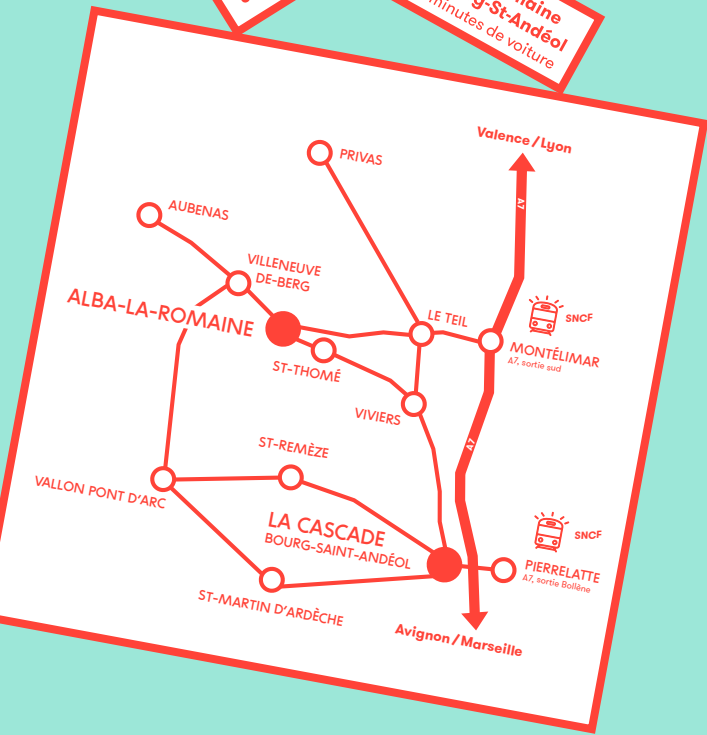 aine
g-St-Andéol
minutes de voiture
Valence / Lyon
PRIVAS
A7
AUBENAS
VILLENEUVE
DE-BERG
ALBA-LA-ROMAINE
LE TEIL
SNCF
MONTÉLIMAR
A7, sortie sud
ST-THOMÉ
VIVIERS
A7
ST-REMÈZE
VALLON PONT D'ARC
LA CASCADE
BOURG-SAINT-ANDÉOL
SNCF
PIERRELATTE
A7, sortie Bollène
ST-MARTIN D'ARDÈCHE
Avignon / Marseille